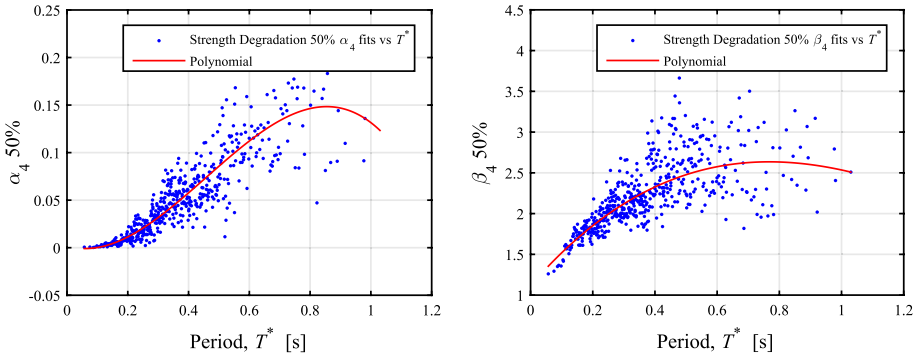 0.25
0.2
0.15
0.1
0.05
0
-0.05
α4 50%
Strength Degradation 50% α4 fits vs T*
Polynomial
0 0.2 0.4 0.6 0.8 1 1.2
Period, T* [s]
4.5
4
3.5
3
2.5
2
1.5
1
β4 50%
Strength Degradation 50% β4 fits vs T*
Polynomial
0 0.2 0.4 0.6 0.8 1 1.2
Period, T* [s]